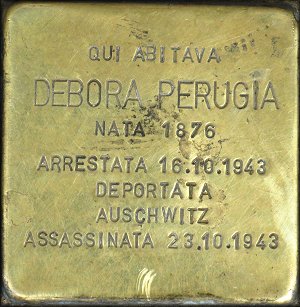 QUI ABITAVA
DEBORA PERUGIA
NATA 1876
ARRESTATA 16.10.1943
DEPORTATA
AUSCHWITZ
ASSASSINATA 23.10.1943